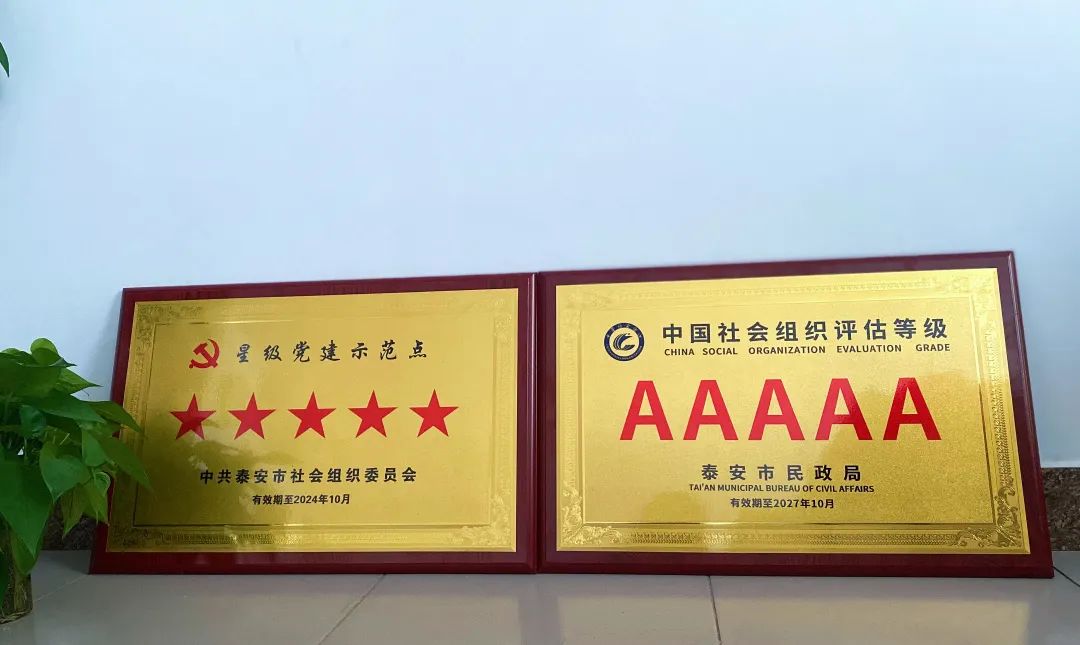 星级党建示范点
中共泰安市社会组织委员会
有效期至2024年10月
中国社会组织评估等级
CHINA SOCIAL ORGANIZATION EVALUATION GRADE
AAAAA
泰安市民政局
TAI'AN MUNICIPAL BUREAU OF CIVIL AFFAIRS
有效期至2027年10月